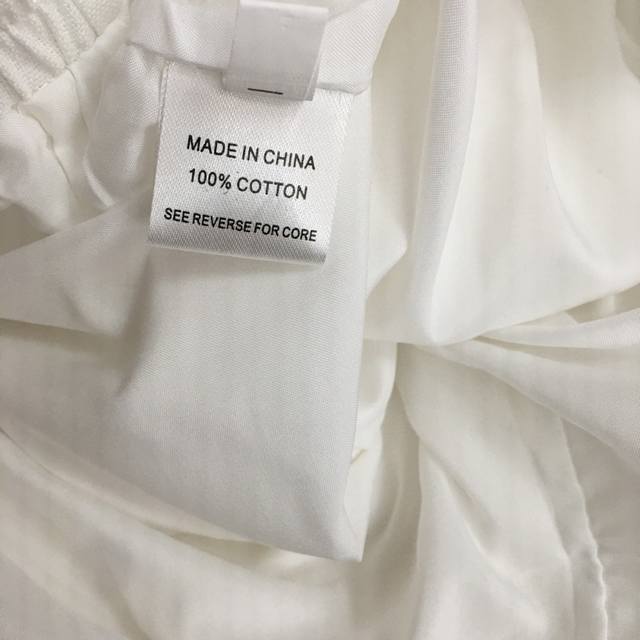 MADE IN CHINA
100% COTTON
SEE REVERSE FOR CORE